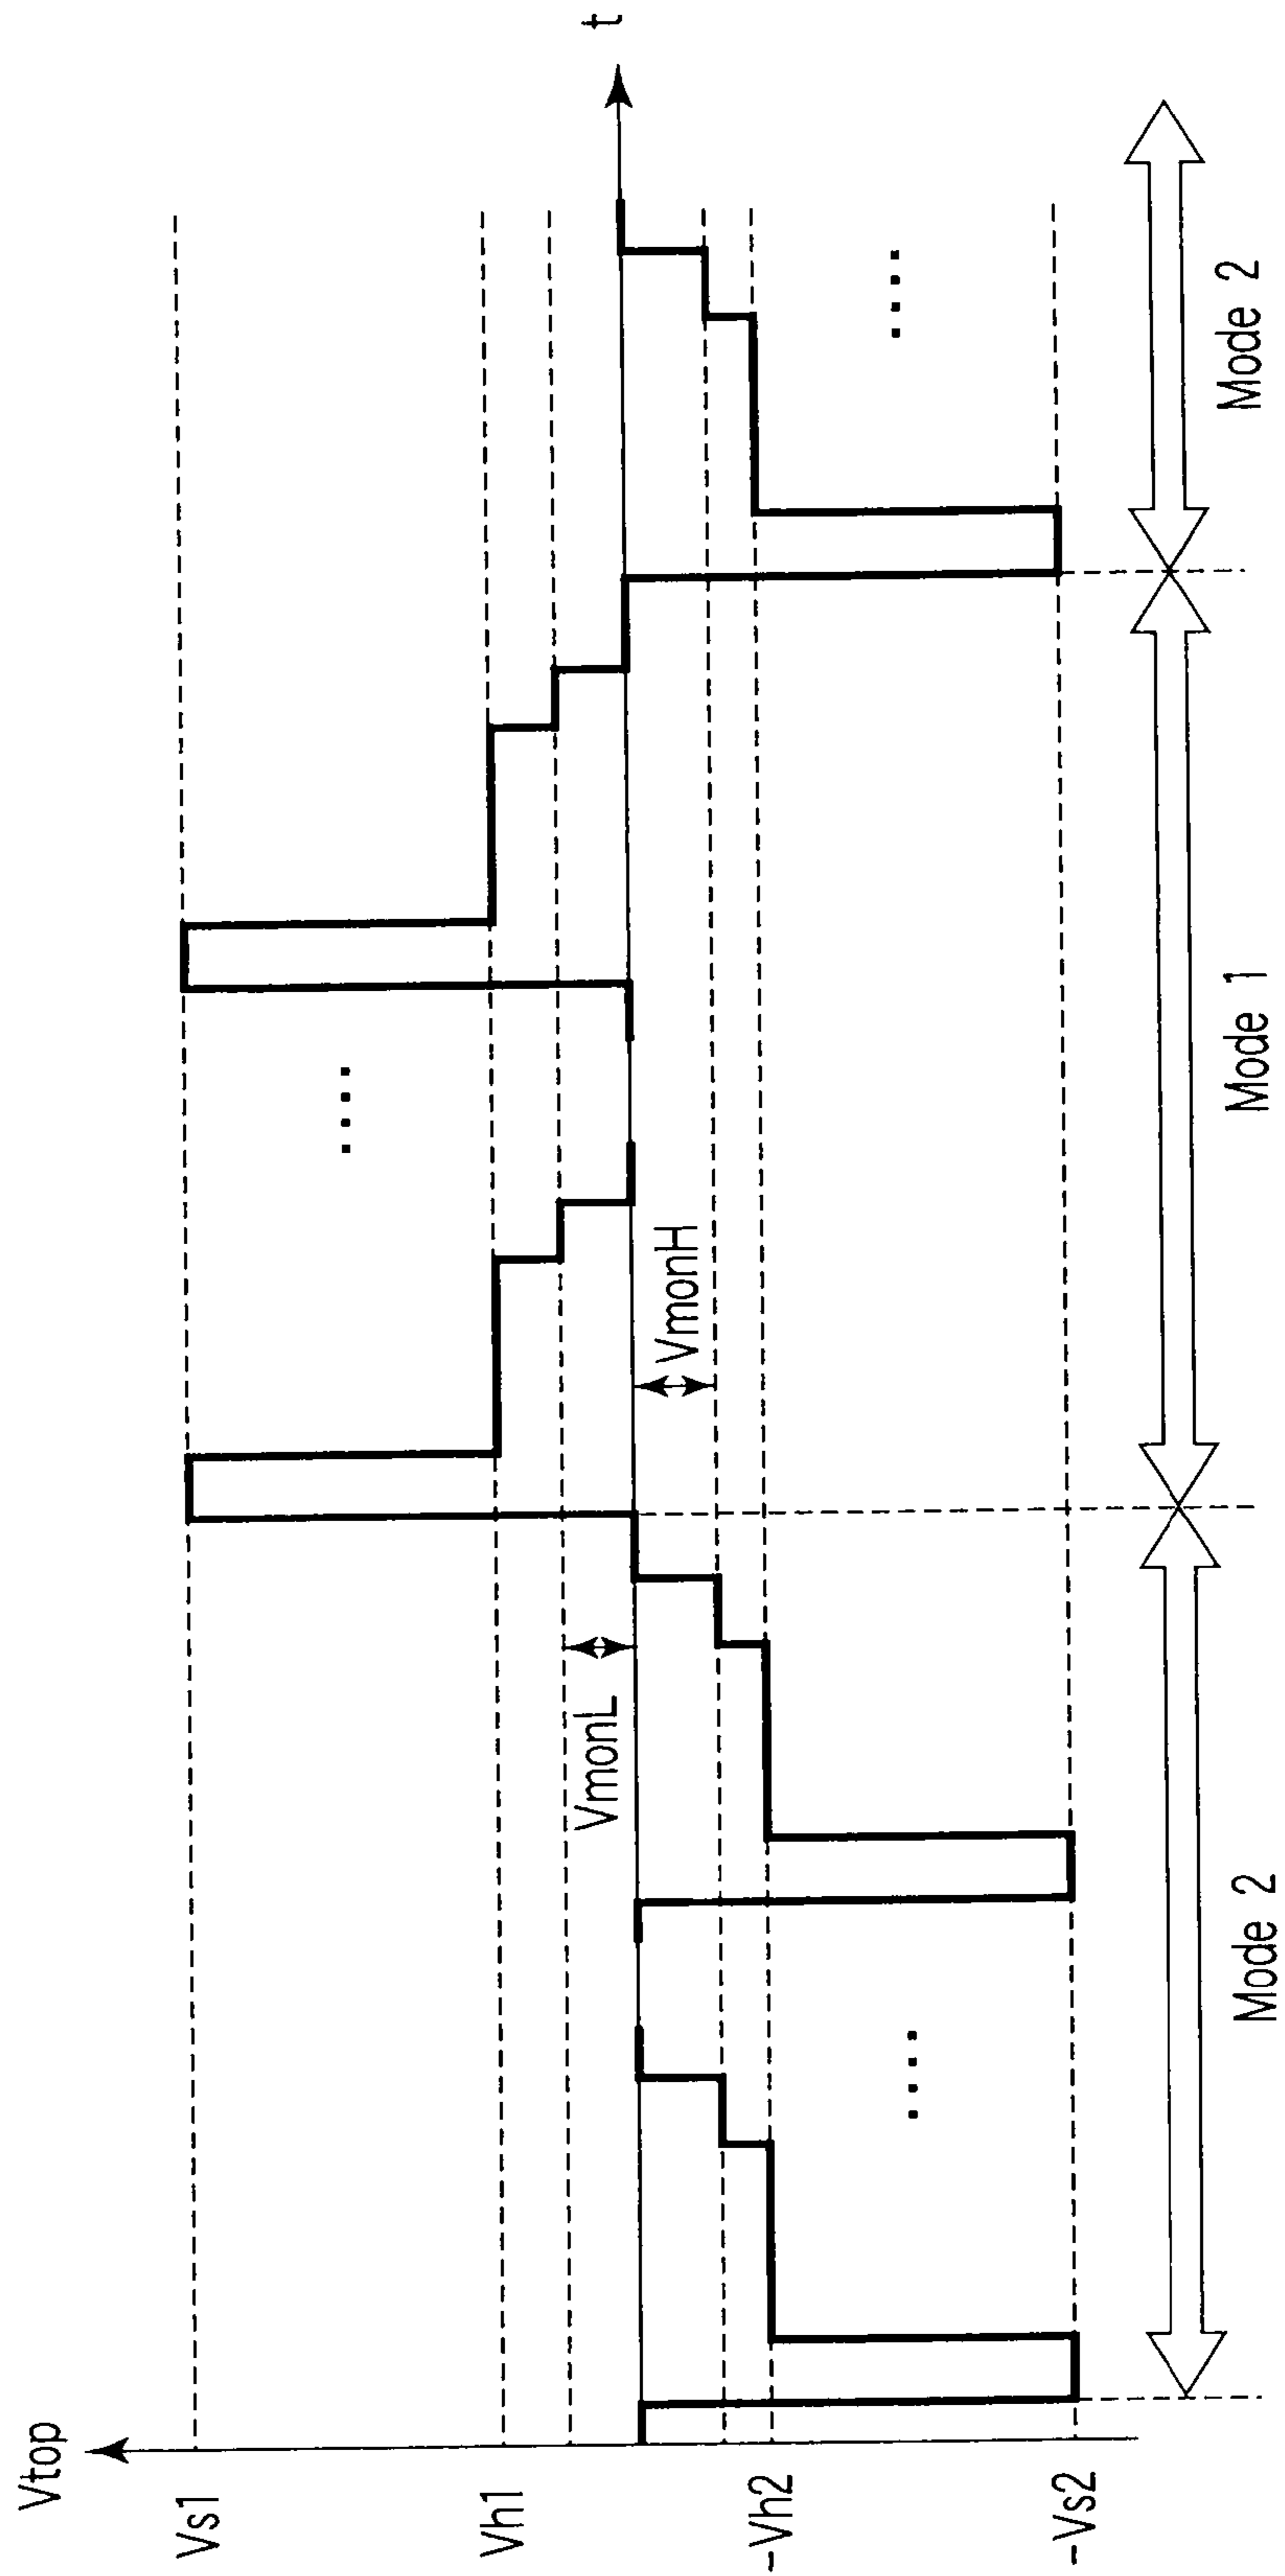 Vtop
t
Vs1
Vh1
-Vh2
-Vs2
VmonL
VmonH
....
....
....
....
Mode 2
Mode 1
Mode 2